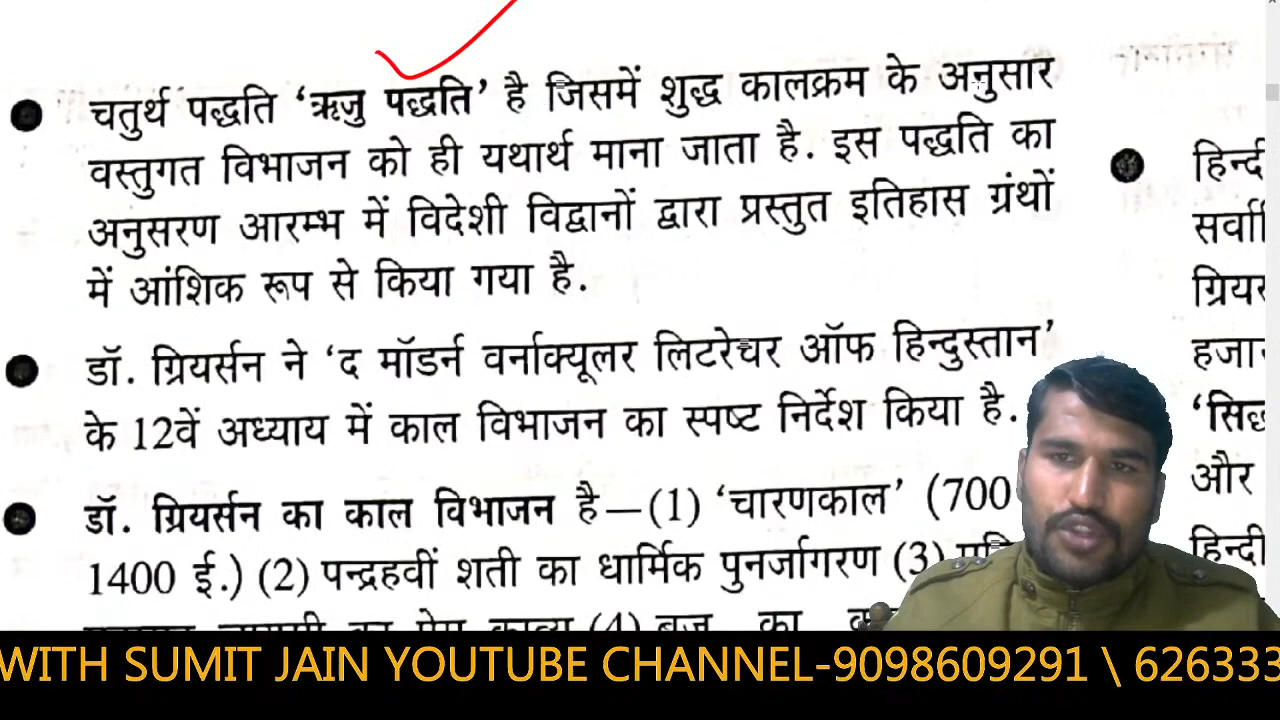 चतुर्थ पद्धति ‘ऋजु पद्धति’ है जिसमें शुद्ध कालक्रम के अनुसार
वस्तुगत विभाजन को ही यथार्थ माना जाता है. इस पद्धति का
अनुसरण आरम्भ में विदेशी विद्वानों द्वारा प्रस्तुत इतिहास ग्रंथों
में आंशिक रूप से किया गया है.
डॉ. ग्रियर्सन ने ‘द मॉडर्न वर्नाक्यूलर लिटरेचर ऑफ हिन्दुस्तान’
के 12वें अध्याय में काल विभाजन का स्पष्ट निर्देश किया है.
डॉ. ग्रियर्सन का काल विभाजन है—(1) ‘चारणकाल’ (700
1400 ई.) (2) पन्द्रहवीं शती का धार्मिक पुनर्जागरण (3)
का प्रेम काव्य (4) ब्रज का
हिन्दी
सर्वा
ग्रियर
हजा
‘सिद्ध
और
हिन्दी
WITH SUMIT JAIN YOUTUBE CHANNEL-9098609291 \ 626333